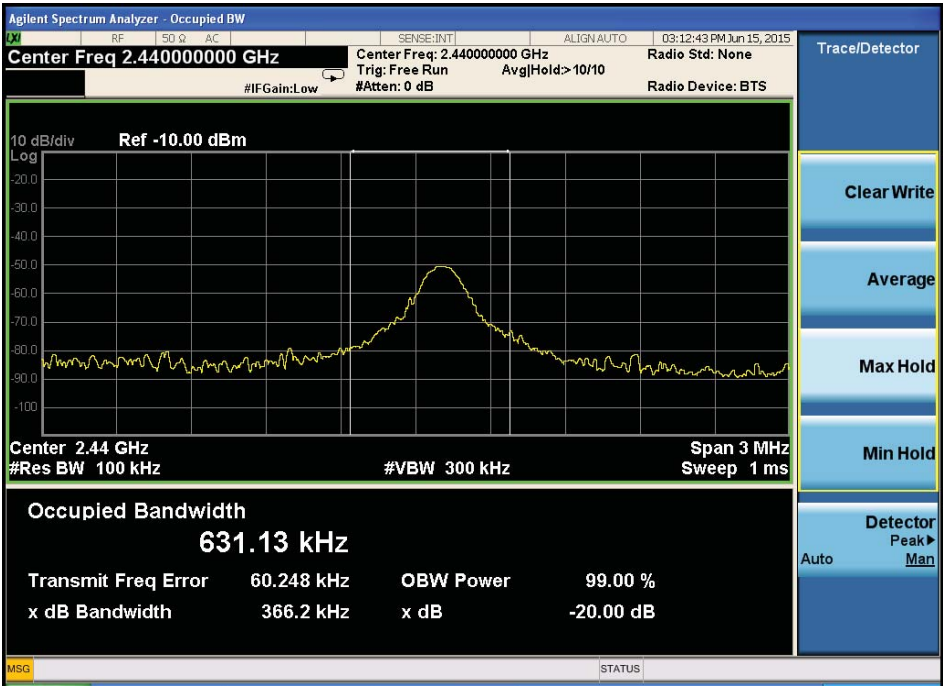 Agilent Spectrum Analyzer - Occupied BW
LXI RF 50 Ω AC SENSE:INT ALIGN AUTO 03:12:43 PM Jun 15, 2015
Center Freq 2.440000000 GHz
Center Freq: 2.440000000 GHz Radio Std: None
Trig: Free Run Avg|Hold:>10/10
#IFGain:Low #Atten: 0 dB Radio Device: BTS
Trace/Detector
10 dB/div Ref -10.00 dBm
Log
-20.0
-30.0
-40.0
-50.0
-60.0
-70.0
-80.0
-90.0
-100
Center 2.44 GHz Span 3 MHz
#Res BW 100 kHz #VBW 300 kHz Sweep 1 ms
Occupied Bandwidth
631.13 kHz
Transmit Freq Error 60.248 kHz OBW Power 99.00 %
x dB Bandwidth 366.2 kHz x dB -20.00 dB
Clear Write
Average
Max Hold
Min Hold
Detector
Peak▶
Auto Man
MSG STATUS